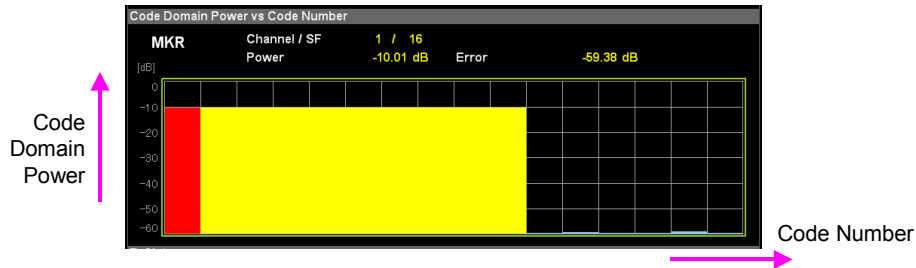 Code Domain Power vs Code Number
MKR Channel / SF 1 / 16
Power -10.01 dB Error -59.38 dB
[dB]
0
-10
-20
-30
-40
-50
-60
Code
Domain
Power
Code Number